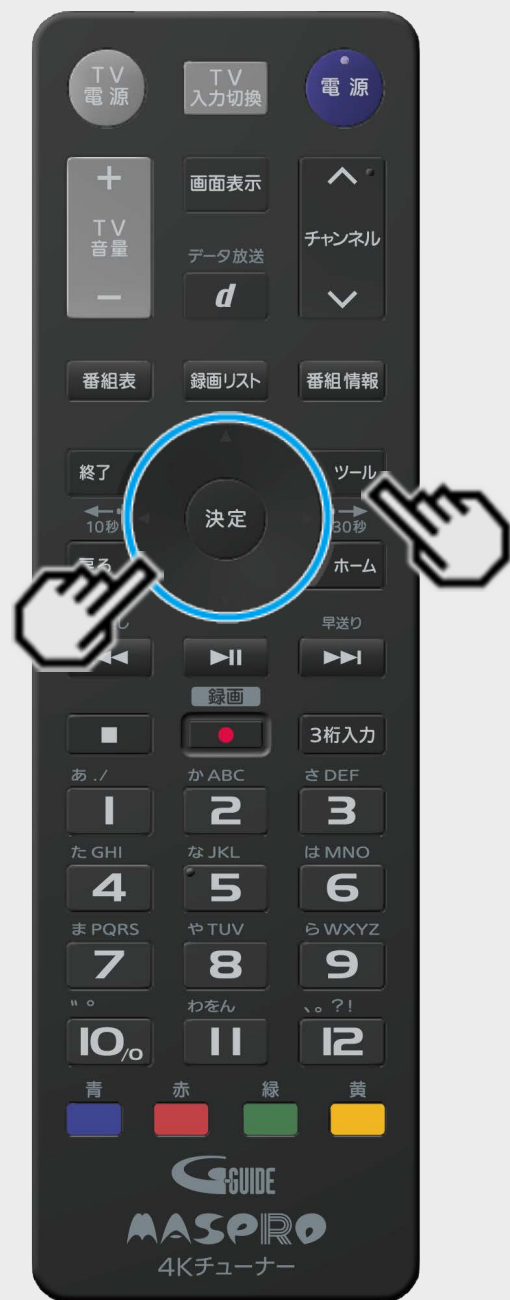 TV
電源
TV
入力切換
電源
+
TV
音量
−
画面表示
チャンネル
データ放送
d
番組表
録画リスト
番組情報
終了
ツール
決定
10秒
30秒
戻る
ホーム
早送り
録画
3桁入力
あ./
か ABC
さ DEF
1
2
3
た GHI
な JKL
は MNO
4
5
6
ま PQRS
や TUV
ら WXYZ
7
8
9
"゜
わをん
、。?!
10/0
11
12
青
赤
緑
黄
G-GUIDE
MASPRO
4Kチューナー